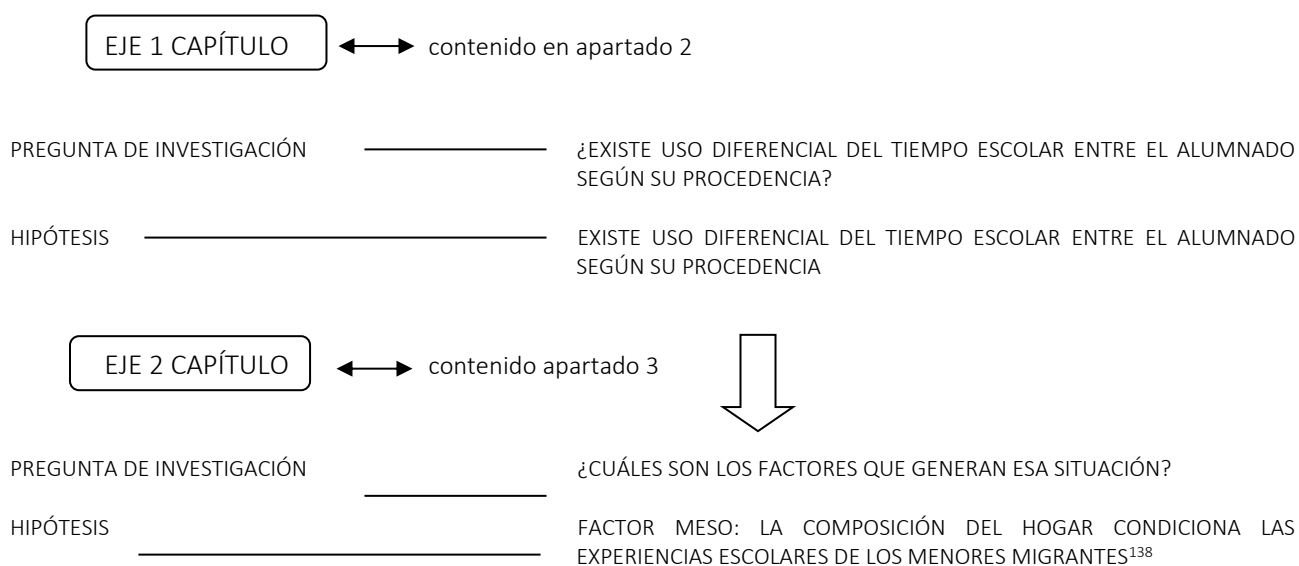 EJE 1 CAPÍTULO contenido en apartado 2
PREGUNTA DE INVESTIGACIÓN ¿EXISTE USO DIFERENCIAL DEL TIEMPO ESCOLAR ENTRE EL ALUMNADO
SEGÚN SU PROCEDENCIA?
HIPÓTESIS EXISTE USO DIFERENCIAL DEL TIEMPO ESCOLAR ENTRE EL ALUMNADO
SEGÚN SU PROCEDENCIA
EJE 2 CAPÍTULO contenido apartado 3
PREGUNTA DE INVESTIGACIÓN ¿CUÁLES SON LOS FACTORES QUE GENERAN ESA SITUACIÓN?
HIPÓTESIS FACTOR MESO: LA COMPOSICIÓN DEL HOGAR CONDICIONA LAS
EXPERIENCIAS ESCOLARES DE LOS MENORES MIGRANTES138